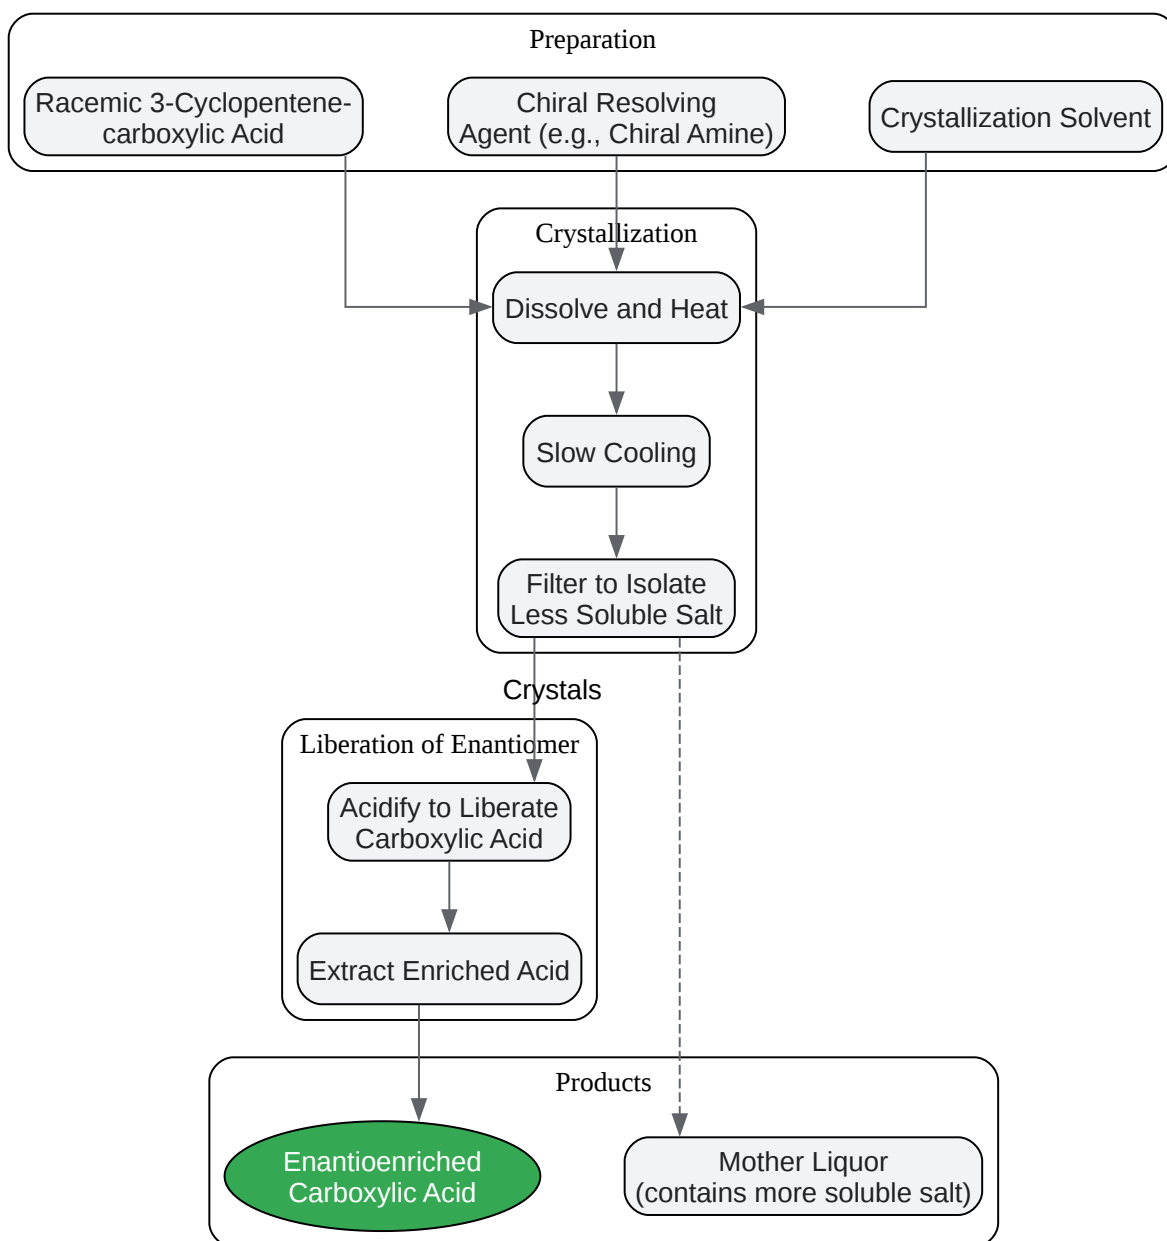 Preparation
Racemic 3-Cyclopentene-
carboxylic Acid
Chiral Resolving
Agent (e.g., Chiral Amine)
Crystallization Solvent
Crystallization
Dissolve and Heat
Slow Cooling
Filter to Isolate
Less Soluble Salt
Crystals
Liberation of Enantiomer
Acidify to Liberate
Carboxylic Acid
Extract Enriched Acid
Products
Enantioenriched
Carboxylic Acid
Mother Liquor
(contains more soluble salt)